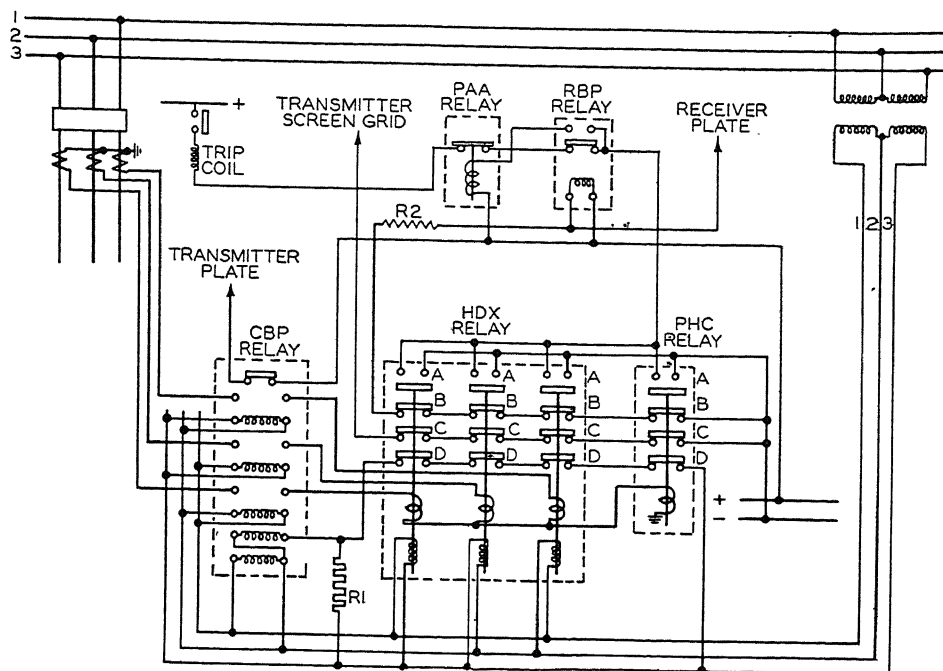 1
2
3
PAA
RELAY
RBP
RELAY
+
TRANSMITTER
SCREEN GRID
RECEIVER
PLATE
TRIP
COIL
R2
1 2 3
TRANSMITTER
PLATE
HDX
RELAY
PHC
RELAY
CBP
RELAY
A A A A
B B B B
C C C C
D D D D
+
-
R1